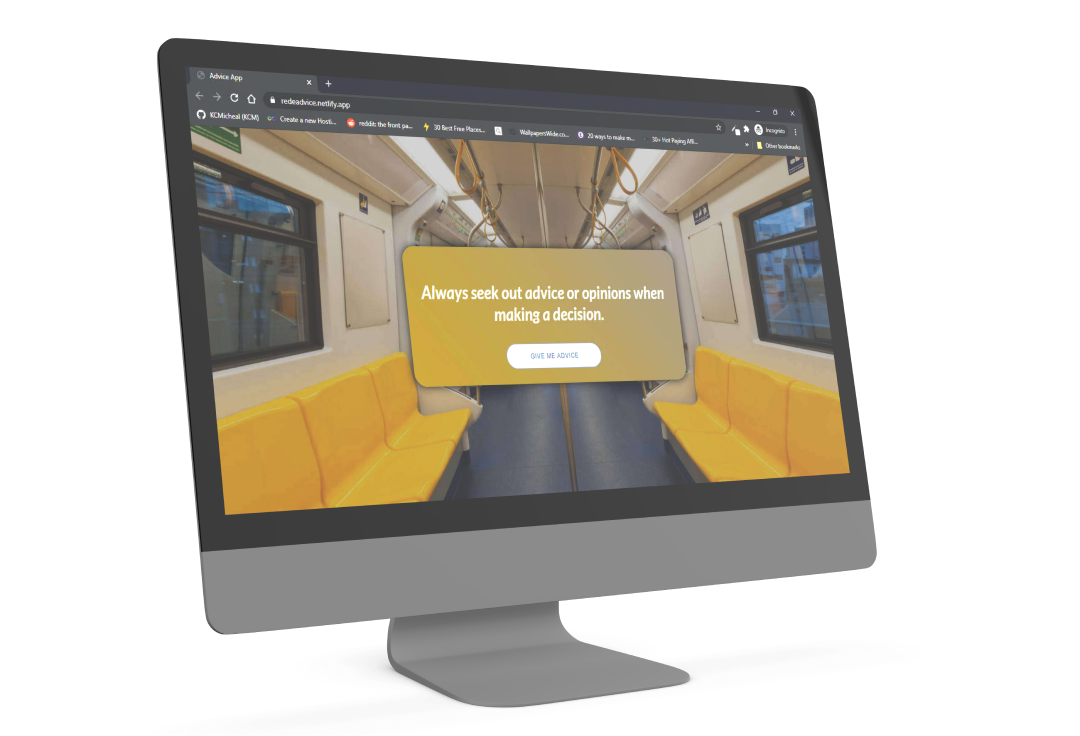 Advice App
redeadvice.netlify.app
Incognito
KCMicheal (KCM)
Create a new Hosti...
reddit: the front pa...
30 Best Free Places...
WallpapersWide.co...
20 ways to make m...
30+ Hot Paying Affi...
Other bookmarks
Always seek out advice or opinions when
making a decision.
GIVE ME ADVICE